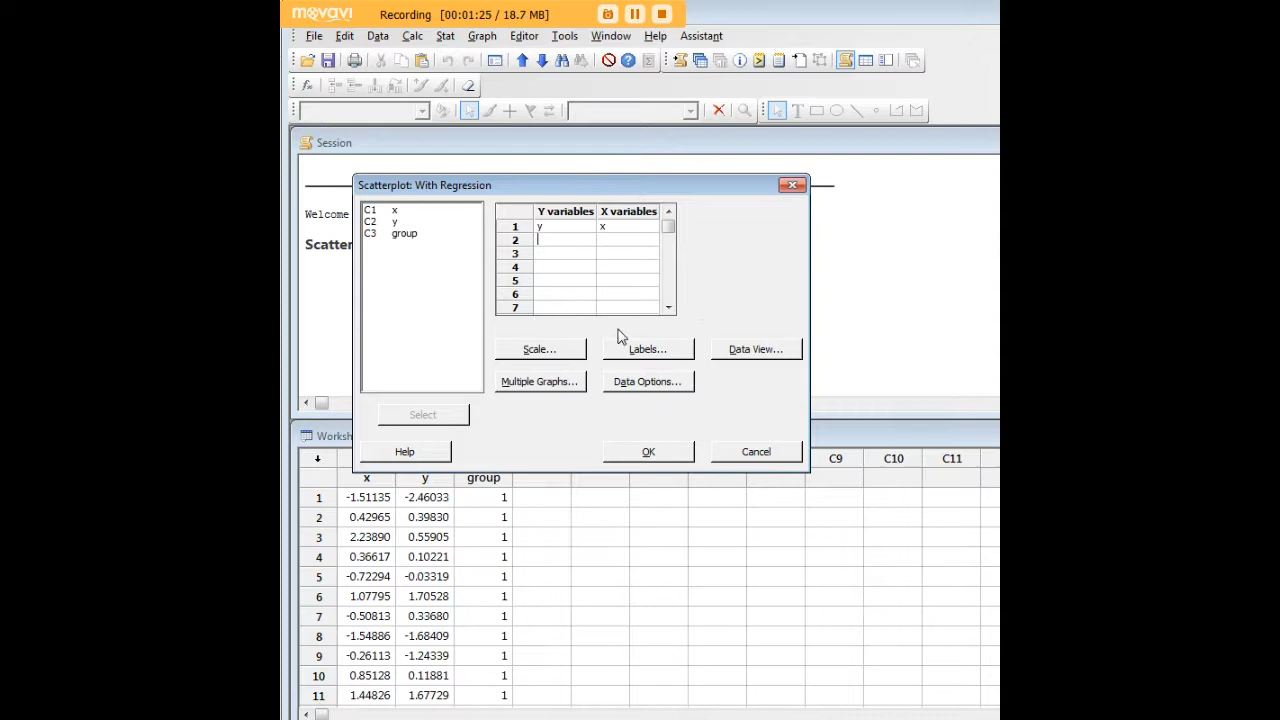 movavi Recording [00:01:25 / 18.7 MB]
File Edit Data Calc Stat Graph Editor Tools Window Help Assistant
Session
Welcome
Scatter
Scatterplot: With Regression
C1 x
C2 y
C3 group
Y variables X variables
1 y x
2
3
4
5
6
7
Scale... Labels... Data View...
Multiple Graphs... Data Options...
Select
Help OK Cancel
Worksh
C9 C10 C11
x y group
1 -1.51135 -2.46033 1
2 0.42965 0.39830 1
3 2.23890 0.55905 1
4 0.36617 0.10221 1
5 -0.72294 -0.03319 1
6 1.07795 1.70528 1
7 -0.50813 0.33680 1
8 -1.54886 -1.68409 1
9 -0.26113 -1.24339 1
10 0.85128 0.11881 1
11 1.44826 1.67729 1